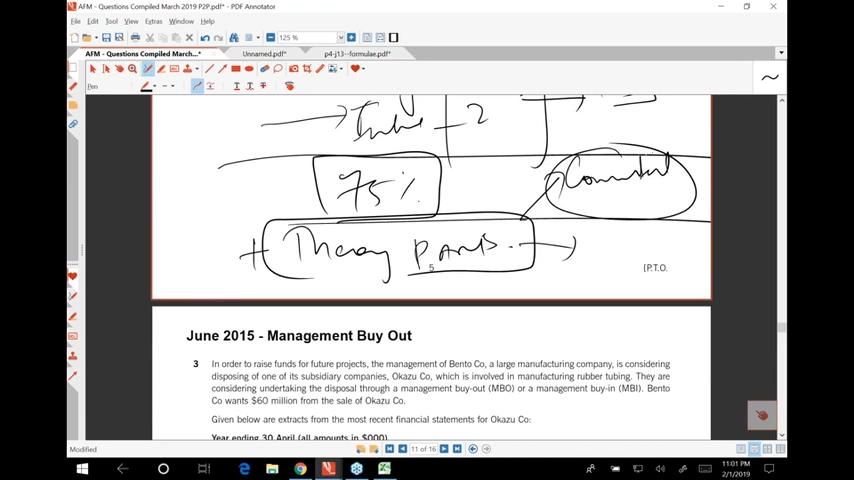 AFM - Questions Compiled March 2019 P2P.pdf* - PDF Annotator
File Edit Tool View Extras Window Help
125 %
AFM - Questions Compiled March...* Unnamed.pdf* p4-j13--formulae.pdf*
Pen
2
75%
+ Theory Parts
5
[P.T.O.
June 2015 - Management Buy Out
3 In order to raise funds for future projects, the management of Bento Co, a large manufacturing company, is considering
disposing of one of its subsidiary companies, Okazu Co, which is involved in manufacturing rubber tubing. They are
considering undertaking the disposal through a management buy-out (MBO) or a management buy-in (MBI). Bento
Co wants $60 million from the sale of Okazu Co.
Given below are extracts from the most recent financial statements for Okazu Co:
Year ending 30 April (all amounts in $000)
Modified
11 of 16
11:01 PM
2/1/2019